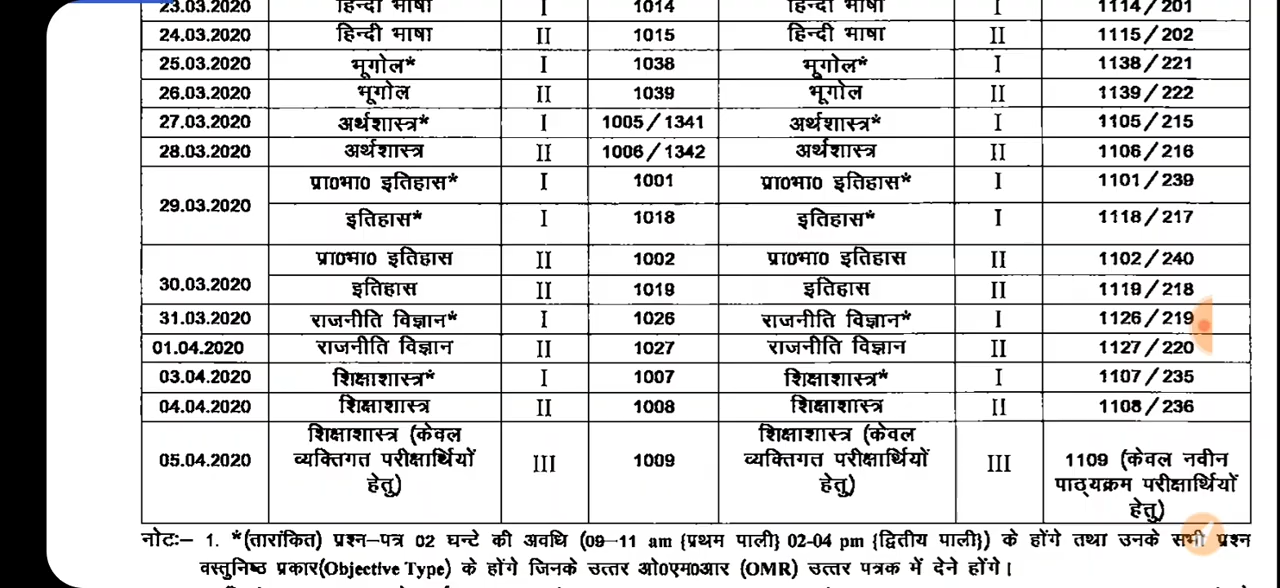 23.03.2020 हिन्दी भाषा I 1014 हिन्दी भाषा I 1114/201
24.03.2020 हिन्दी भाषा II 1015 हिन्दी भाषा II 1115/202
25.03.2020 भूगोल* I 1038 भूगोल* I 1138/221
26.03.2020 भूगोल II 1039 भूगोल II 1139/222
27.03.2020 अर्थशास्त्र* I 1005/1341 अर्थशास्त्र* I 1105/215
28.03.2020 अर्थशास्त्र II 1006/1342 अर्थशास्त्र II 1106/216
29.03.2020 प्रा0भा0 इतिहास* I 1001 प्रा0भा0 इतिहास* I 1101/239
इतिहास* I 1018 इतिहास* I 1118/217
30.03.2020 प्रा0भा0 इतिहास II 1002 प्रा0भा0 इतिहास II 1102/240
इतिहास II 1019 इतिहास II 1119/218
31.03.2020 राजनीति विज्ञान* I 1026 राजनीति विज्ञान* I 1126/219
01.04.2020 राजनीति विज्ञान II 1027 राजनीति विज्ञान II 1127/220
03.04.2020 शिक्षाशास्त्र* I 1007 शिक्षाशास्त्र* I 1107/235
04.04.2020 शिक्षाशास्त्र II 1008 शिक्षाशास्त्र II 1108/236
05.04.2020 शिक्षाशास्त्र (केवल
व्यक्तिगत परीक्षार्थियों
हेतु) III 1009 शिक्षाशास्त्र (केवल
व्यक्तिगत परीक्षार्थियों
हेतु) III 1109 (केवल नवीन
पाठ्यक्रम परीक्षार्थियों
हेतु)
नोटः– 1. *(तारांकित) प्रश्न–पत्र 02 घन्टे की अवधि (09–11 am {प्रथम पाली} 02-04 pm {द्वितीय पाली}) के होंगे तथा उनके सभी प्रश्न
वस्तुनिष्ठ प्रकार(Objective Type) के होंगे जिनके उत्तर ओ0एम0आर (OMR) उत्तर पत्रक में देने होंगे।